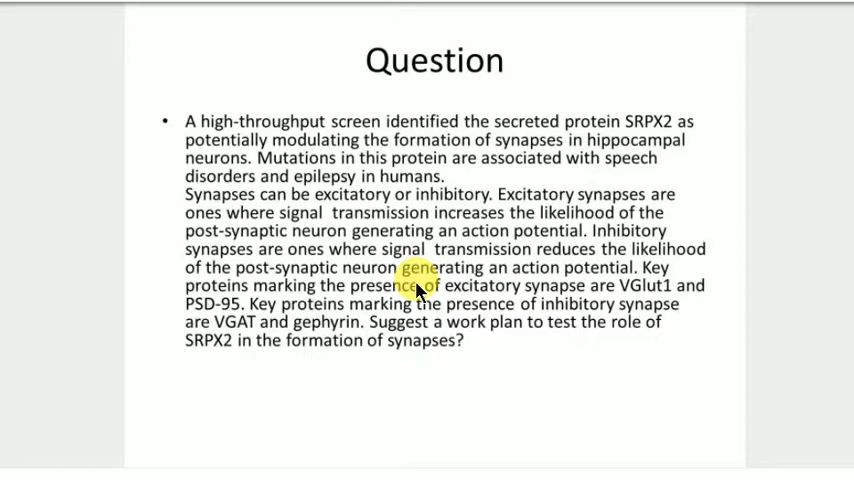 Question
• A high-throughput screen identified the secreted protein SRPX2 as
potentially modulating the formation of synapses in hippocampal
neurons. Mutations in this protein are associated with speech
disorders and epilepsy in humans.
Synapses can be excitatory or inhibitory. Excitatory synapses are
ones where signal transmission increases the likelihood of the
post-synaptic neuron generating an action potential. Inhibitory
synapses are ones where signal transmission reduces the likelihood
of the post-synaptic neuron generating an action potential. Key
proteins marking the presence of excitatory synapse are VGlut1 and
PSD-95. Key proteins marking the presence of inhibitory synapse
are VGAT and gephyrin. Suggest a work plan to test the role of
SRPX2 in the formation of synapses?